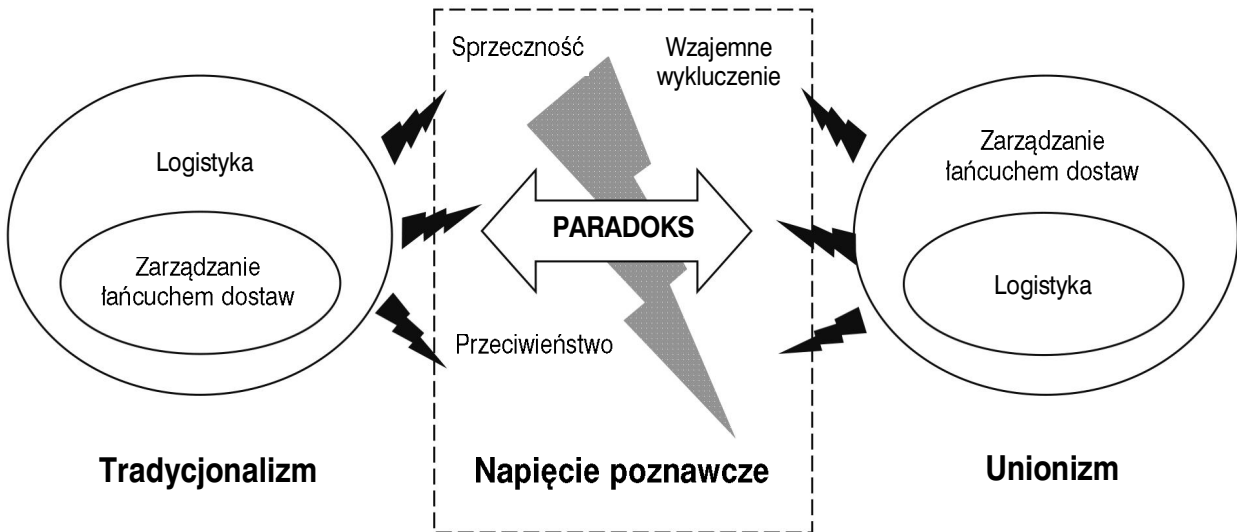 Sprzeczność
Wzajemne
wykluczenie
Logistyka
Zarządzanie
łańcuchem dostaw
Zarządzanie
łańcuchem dostaw
PARADOKS
Logistyka
Przeciwieństwo
Tradycjonalizm
Napięcie poznawcze
Unionizm